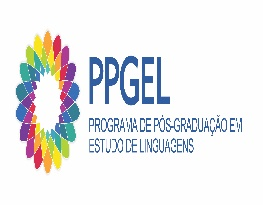 PPGEL
PROGRAMA DE PÓS-GRADUAÇÃO EM
ESTUDO DE LINGUAGENS